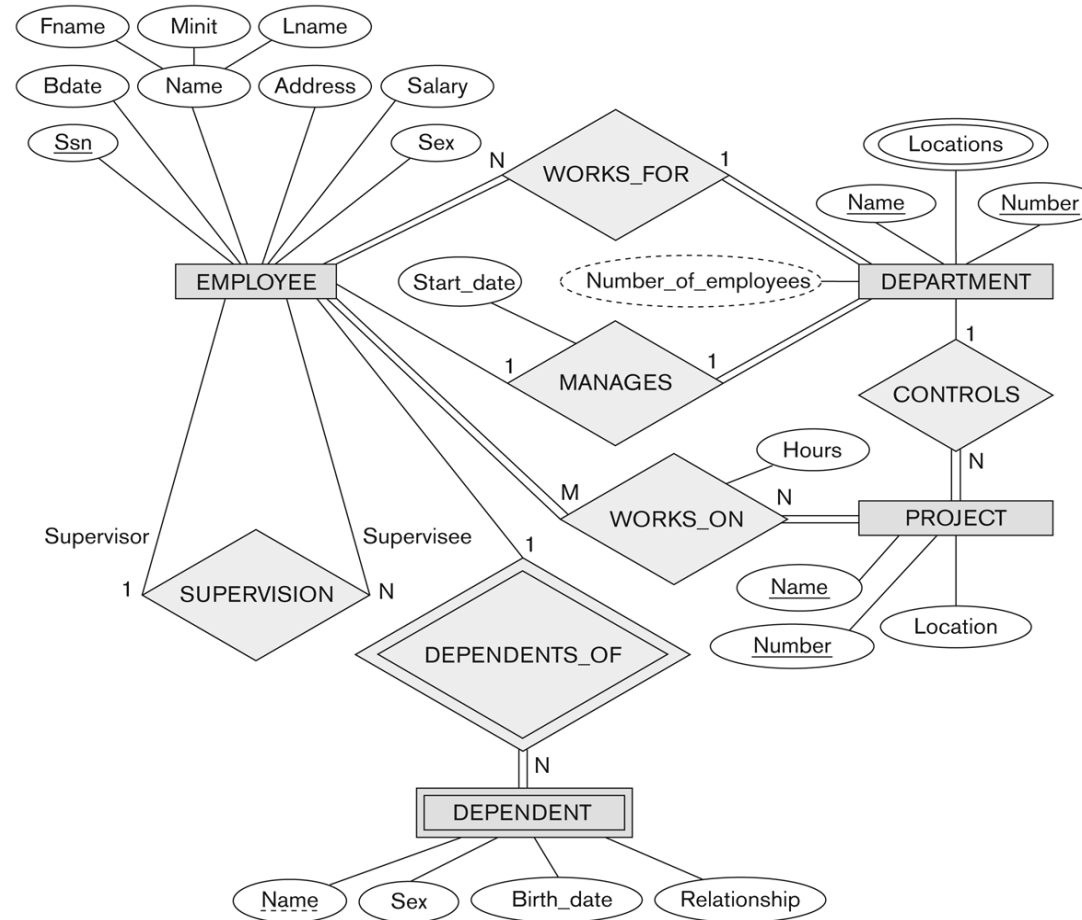 Fname Minit Lname
Bdate Name Address Salary
Ssn Sex
N WORKS_FOR 1
Locations
Name Number
EMPLOYEE Start_date Number_of_employees DEPARTMENT
1 MANAGES 1
1
CONTROLS
N
Hours
M WORKS_ON N PROJECT
Supervisor Supervisee
1 SUPERVISION N
1
Name
Number Location
DEPENDENTS_OF
N
DEPENDENT
Name Sex Birth_date Relationship